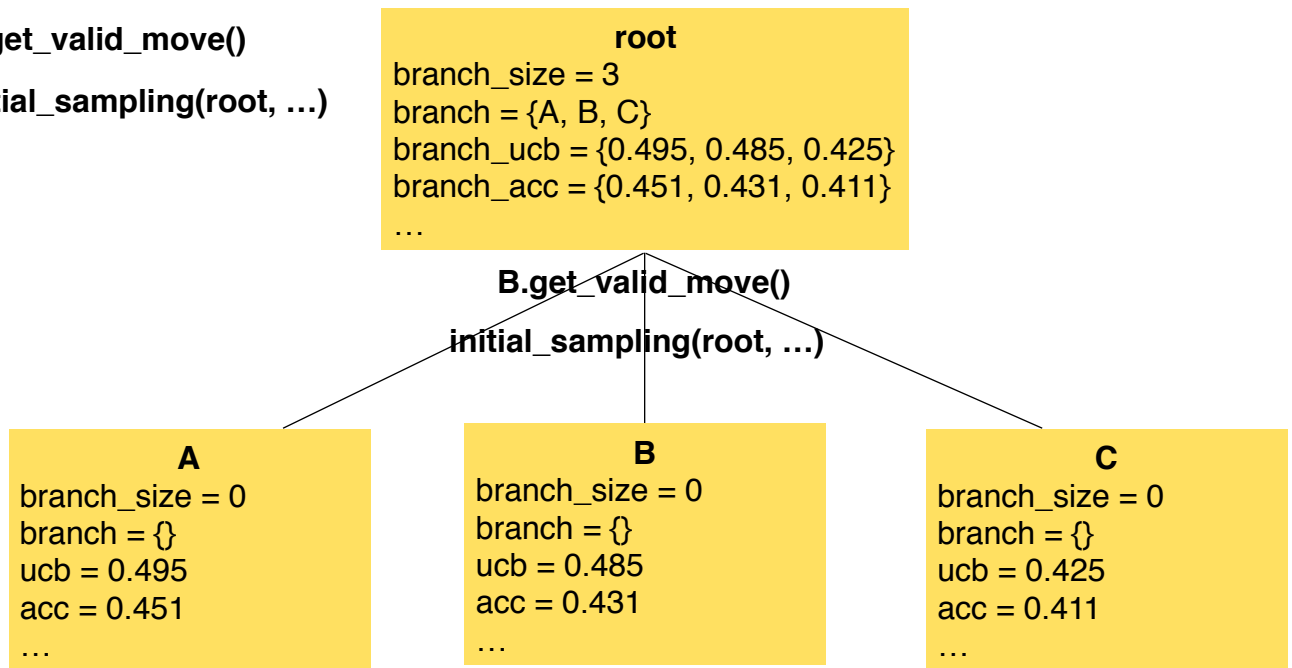 get_valid_move()
tial_sampling(root, …)
root
branch_size = 3
branch = {A, B, C}
branch_ucb = {0.495, 0.485, 0.425}
branch_acc = {0.451, 0.431, 0.411}
…
B.get_valid_move()
initial_sampling(root, …)
A
branch_size = 0
branch = {}
ucb = 0.495
acc = 0.451
…
B
branch_size = 0
branch = {}
ucb = 0.485
acc = 0.431
…
C
branch_size = 0
branch = {}
ucb = 0.425
acc = 0.411
…